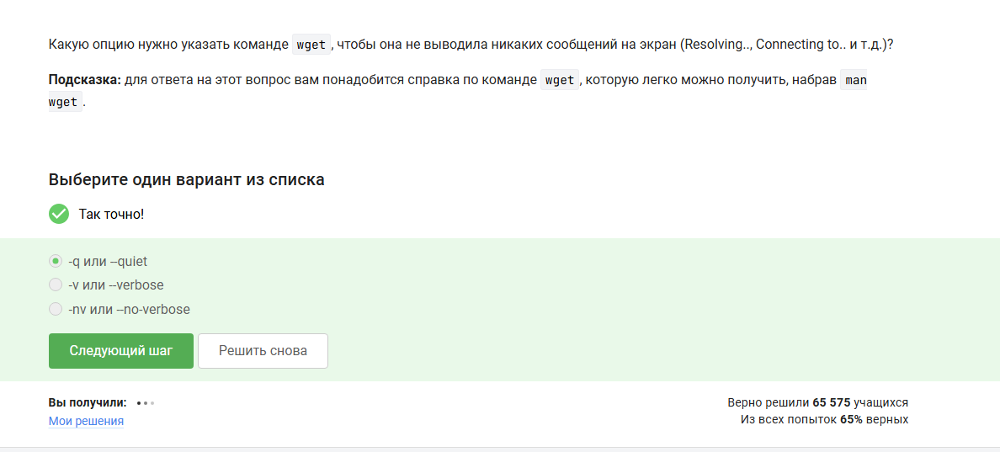 Какую опцию нужно указать команде wget, чтобы она не выводила никаких сообщений на экран (Resolving.., Connecting to.. и т.д.)?
Подсказка: для ответа на этот вопрос вам понадобится справка по команде wget, которую легко можно получить, набрав man
wget.
Выберите один вариант из списка
Так точно!
-q или --quiet
-v или --verbose
-nv или --no-verbose
Следующий шаг Решить снова
Вы получили:
Верно решили 65 575 учащихся
Мои решения
Из всех попыток 65% верных